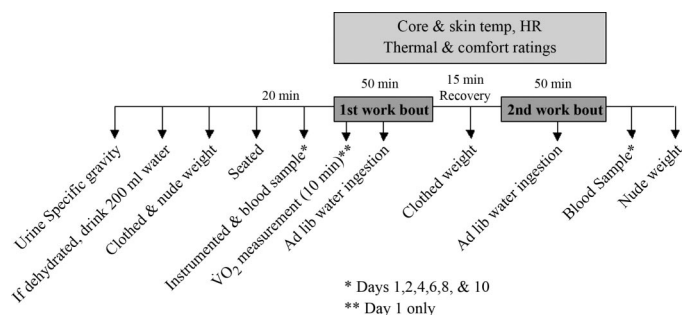 Core & skin temp, HR
Thermal & comfort ratings
20 min
50 min
15 min
Recovery
50 min
1st work bout
2nd work bout
Urine Specific gravity
If dehydrated, drink 200 ml water
Clothed & nude weight
Seated
Instrumented & blood sample*
V̇O₂ measurement (10 min)**
Ad lib water ingestion
Clothed weight
Ad lib water ingestion
Blood Sample*
Nude weight
* Days 1,2,4,6,8, & 10
** Day 1 only